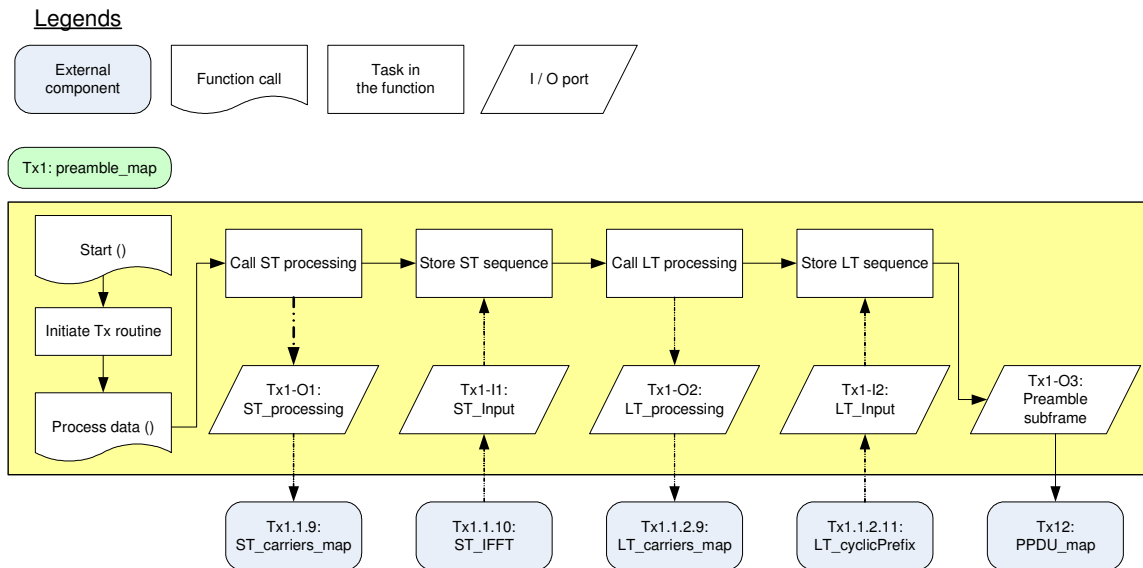 Legends
External
component
Function call
Task in
the function
I / O port
Tx1: preamble_map
Start ()
Call ST processing
Store ST sequence
Call LT processing
Store LT sequence
Initiate Tx routine
Process data ()
Tx1-O1:
ST_processing
Tx1-I1:
ST_Input
Tx1-O2:
LT_processing
Tx1-I2:
LT_Input
Tx1-O3:
Preamble
subframe
Tx1.1.9:
ST_carriers_map
Tx1.1.10:
ST_IFFT
Tx1.1.2.9:
LT_carriers_map
Tx1.1.2.11:
LT_cyclicPrefix
Tx12:
PPDU_map